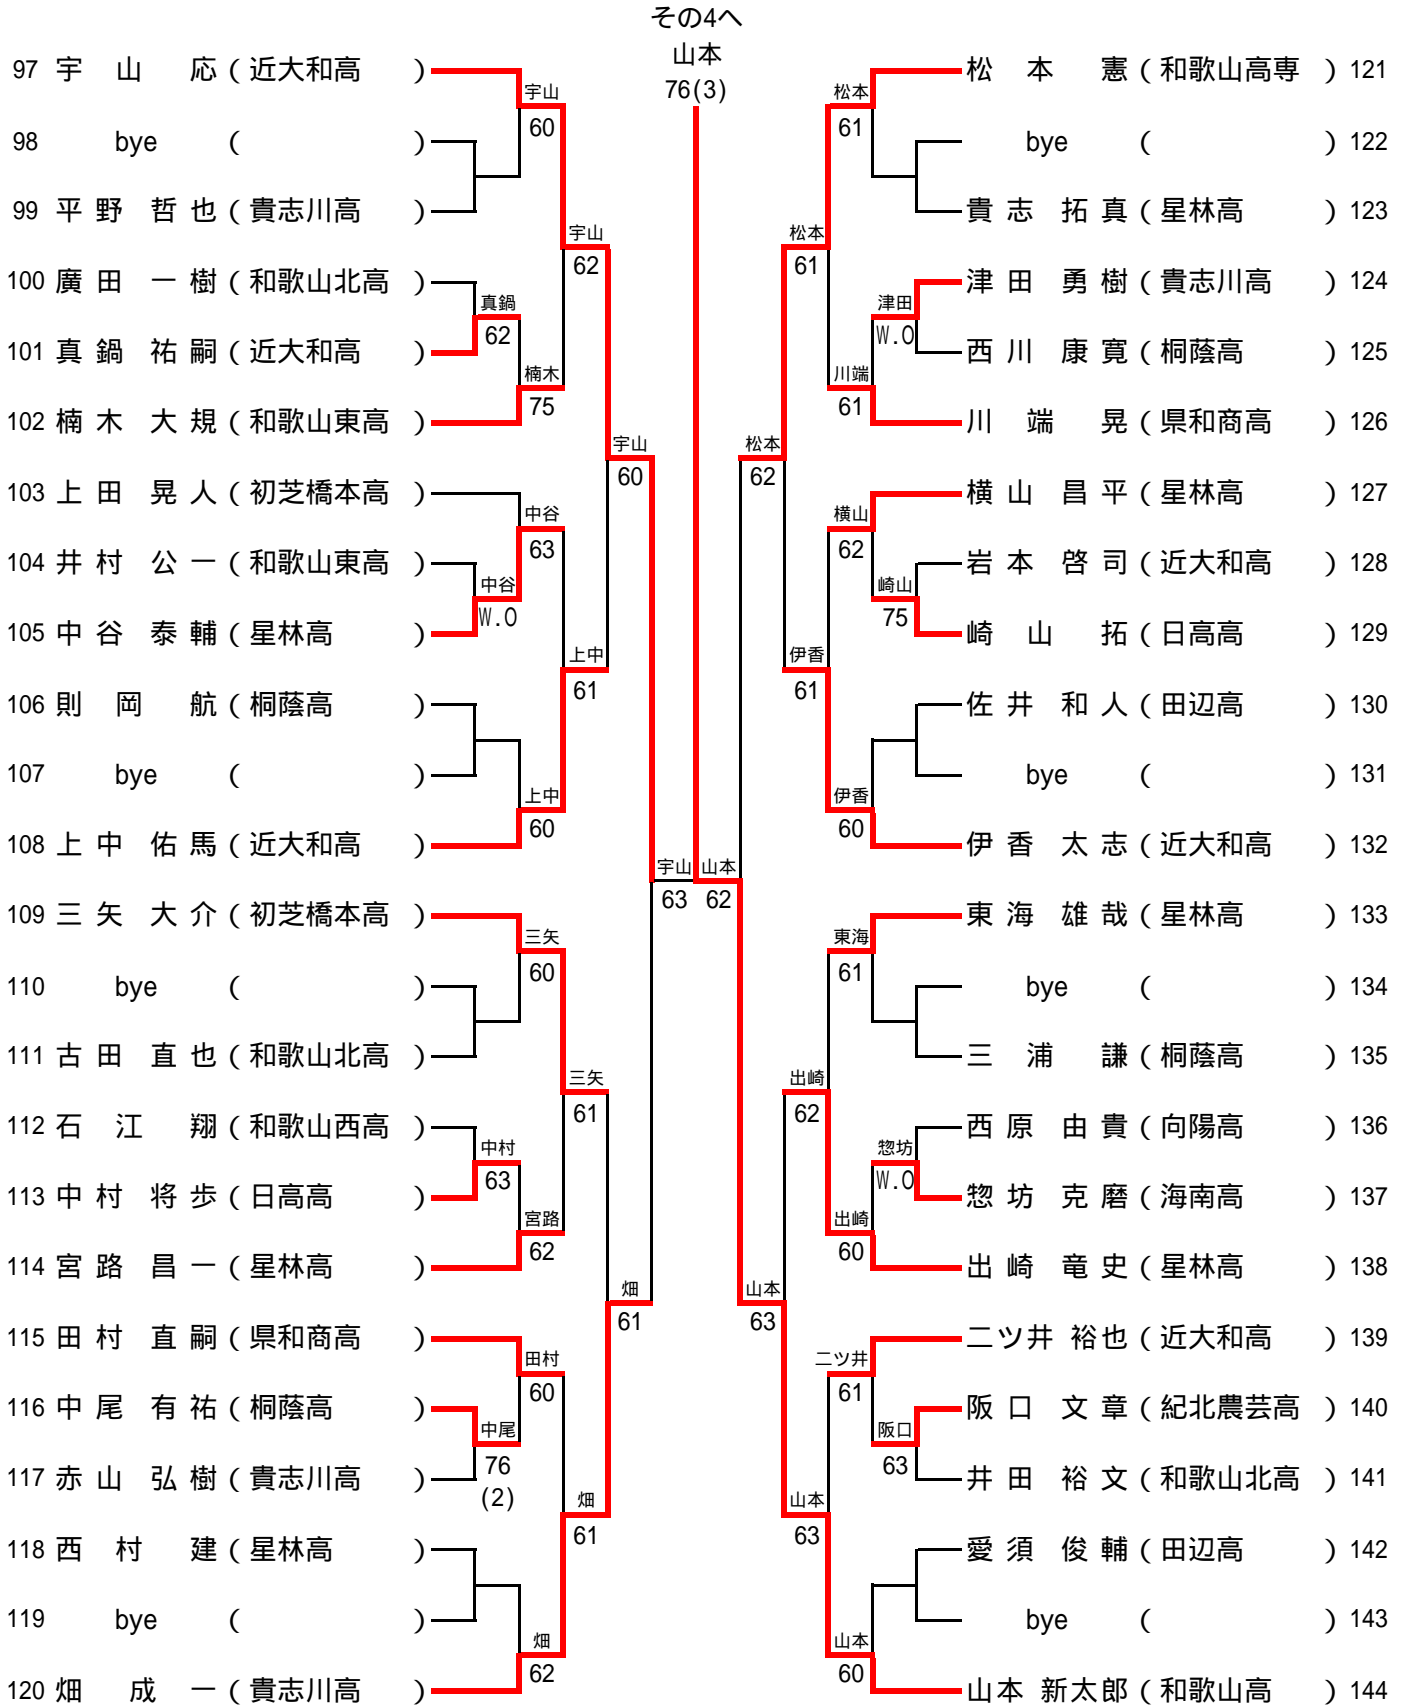 その4へ
山本
76(3)
97 宇 山 応 ( 近大和高 )
98 bye ( )
99 平 野 哲 也 ( 貴志川高 )
100 廣 田 一 樹 ( 和歌山北高 )
101 真 鍋 祐 嗣 ( 近大和高 )
102 楠 木 大 規 ( 和歌山東高 )
103 上 田 晃 人 ( 初芝橋本高 )
104 井 村 公 一 ( 和歌山東高 )
105 中 谷 泰 輔 ( 星林高 )
106 則 岡 航 ( 桐蔭高 )
107 bye ( )
108 上 中 佑 馬 ( 近大和高 )
109 三 矢 大 介 ( 初芝橋本高 )
110 bye ( )
111 古 田 直 也 ( 和歌山北高 )
112 石 江 翔 ( 和歌山西高 )
113 中 村 将 歩 ( 日高高 )
114 宮 路 昌 一 ( 星林高 )
115 田 村 直 嗣 ( 県和商高 )
116 中 尾 有 祐 ( 桐蔭高 )
117 赤 山 弘 樹 ( 貴志川高 )
118 西 村 建 ( 星林高 )
119 bye ( )
120 畑 成 一 ( 貴志川高 )
真鍋
62
中谷
W.O
中村
63
中尾
76
(2)
宇山
60
楠木
75
中谷
63
上中
60
三矢
60
宮路
62
田村
60
畑
62
宇山
62
上中
61
三矢
61
畑
61
宇山
60
畑
61
宇山
63
山本
62
松本
62
山本
63
松本
61
伊香
61
出崎
62
山本
63
松本
61
川端
61
横山
62
伊香
60
東海
61
出崎
60
二ツ井
61
山本
60
津田
W.O
崎山
75
惣坊
W.O
阪口
63
松 本 憲 ( 和歌山高専 ) 121
bye ( ) 122
貴 志 拓 真 ( 星林高 ) 123
津 田 勇 樹 ( 貴志川高 ) 124
西 川 康 寛 ( 桐蔭高 ) 125
川 端 晃 ( 県和商高 ) 126
横 山 昌 平 ( 星林高 ) 127
岩 本 啓 司 ( 近大和高 ) 128
崎 山 拓 ( 日高高 ) 129
佐 井 和 人 ( 田辺高 ) 130
bye ( ) 131
伊 香 太 志 ( 近大和高 ) 132
東 海 雄 哉 ( 星林高 ) 133
bye ( ) 134
三 浦 謙 ( 桐蔭高 ) 135
西 原 由 貴 ( 向陽高 ) 136
惣 坊 克 磨 ( 海南高 ) 137
出 崎 竜 史 ( 星林高 ) 138
二ツ井 裕也 ( 近大和高 ) 139
阪 口 文 章 ( 紀北農芸高 ) 140
井 田 裕 文 ( 和歌山北高 ) 141
愛 須 俊 輔 ( 田辺高 ) 142
bye ( ) 143
山本 新太郎 ( 和歌山高 ) 144